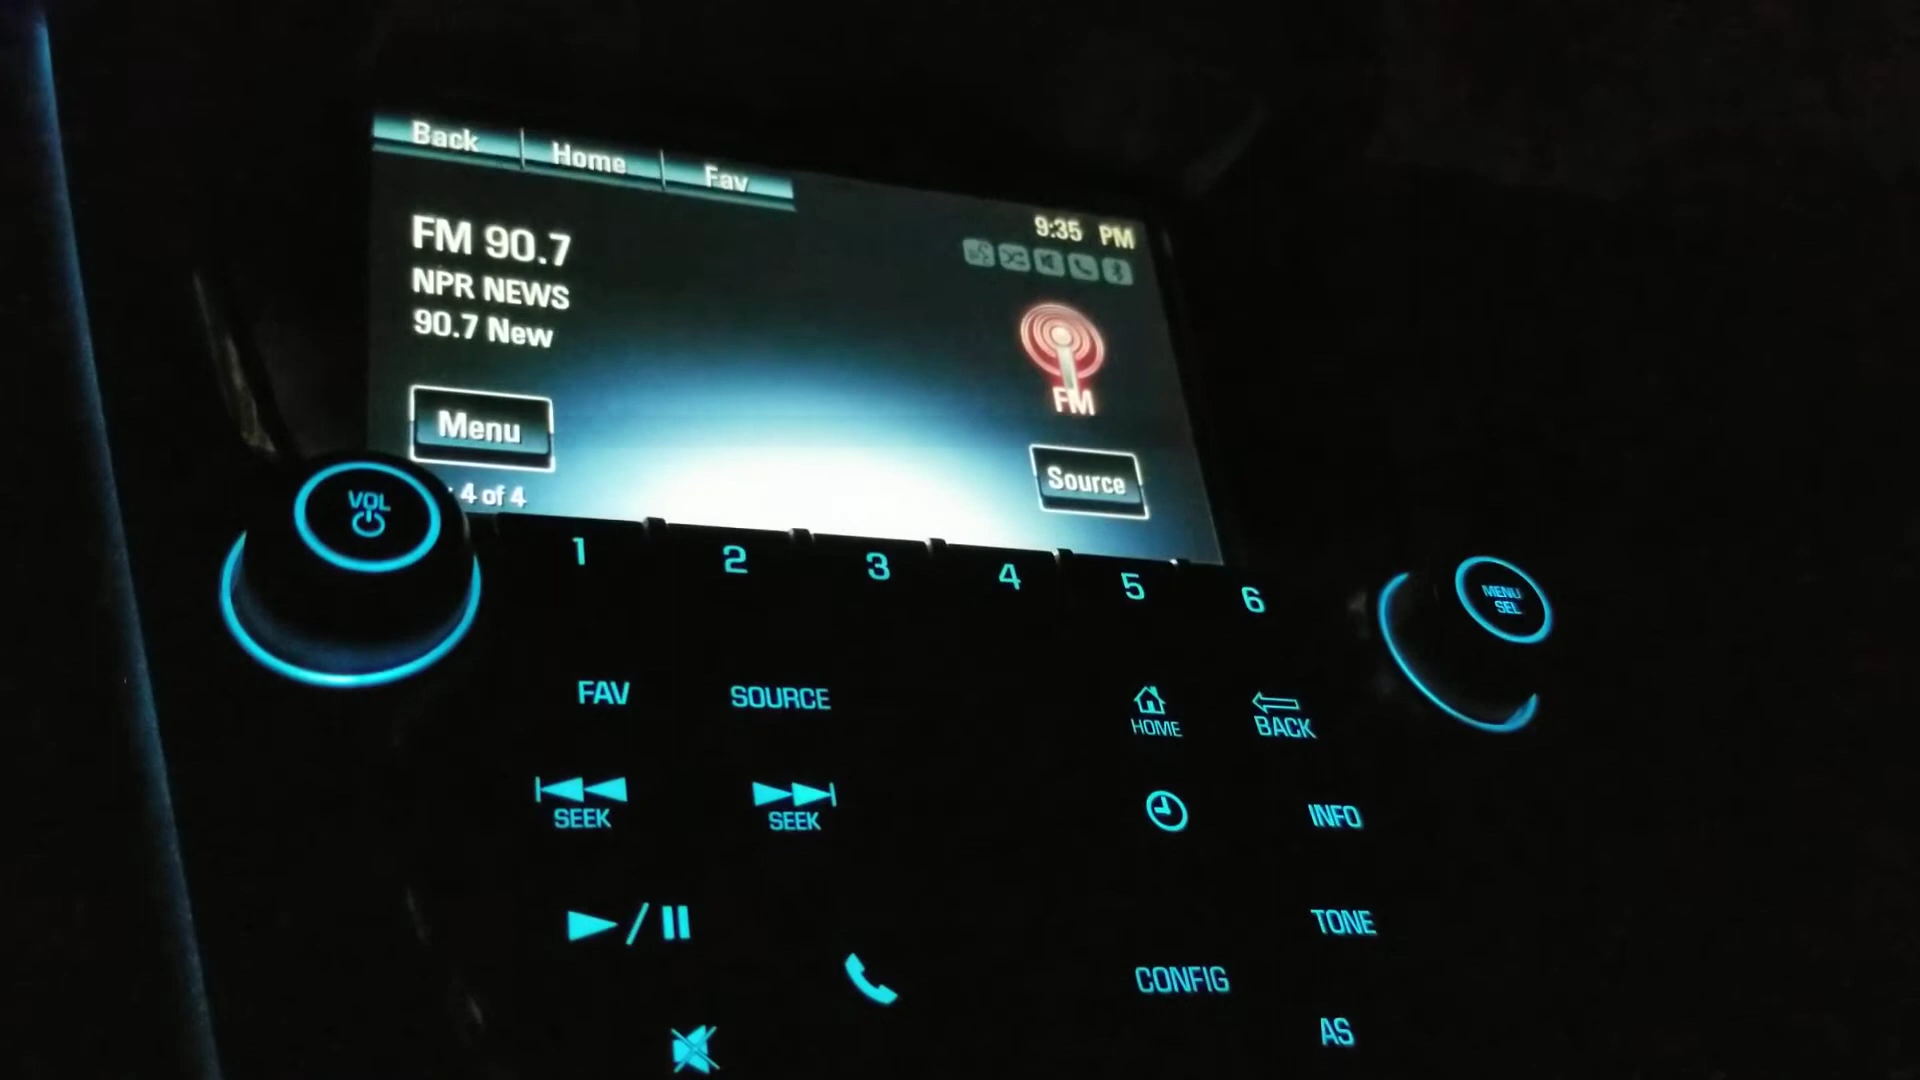 Back Home Fav
9:35 PM
FM 90.7
NPR NEWS
90.7 New
FM
Menu
Source
4 of 4
VOL
1 2 3 4 5 6
MENU
SEL
FAV SOURCE
HOME
BACK
SEEK
SEEK
INFO
TONE
CONFIG
AS